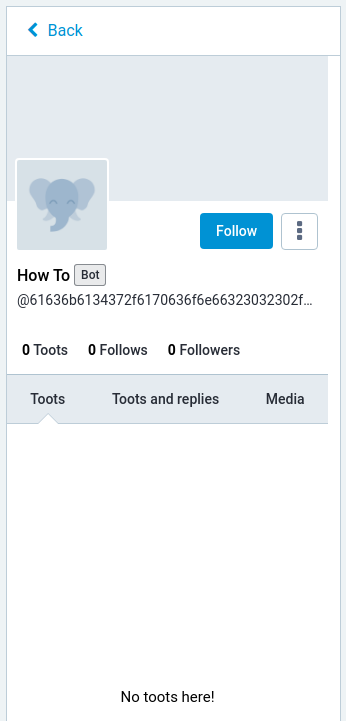 Back
Follow
How To Bot
@61636b6134372f6170636f6e66323032302f...
0 Toots 0 Follows 0 Followers
Toots Toots and replies Media
No toots here!